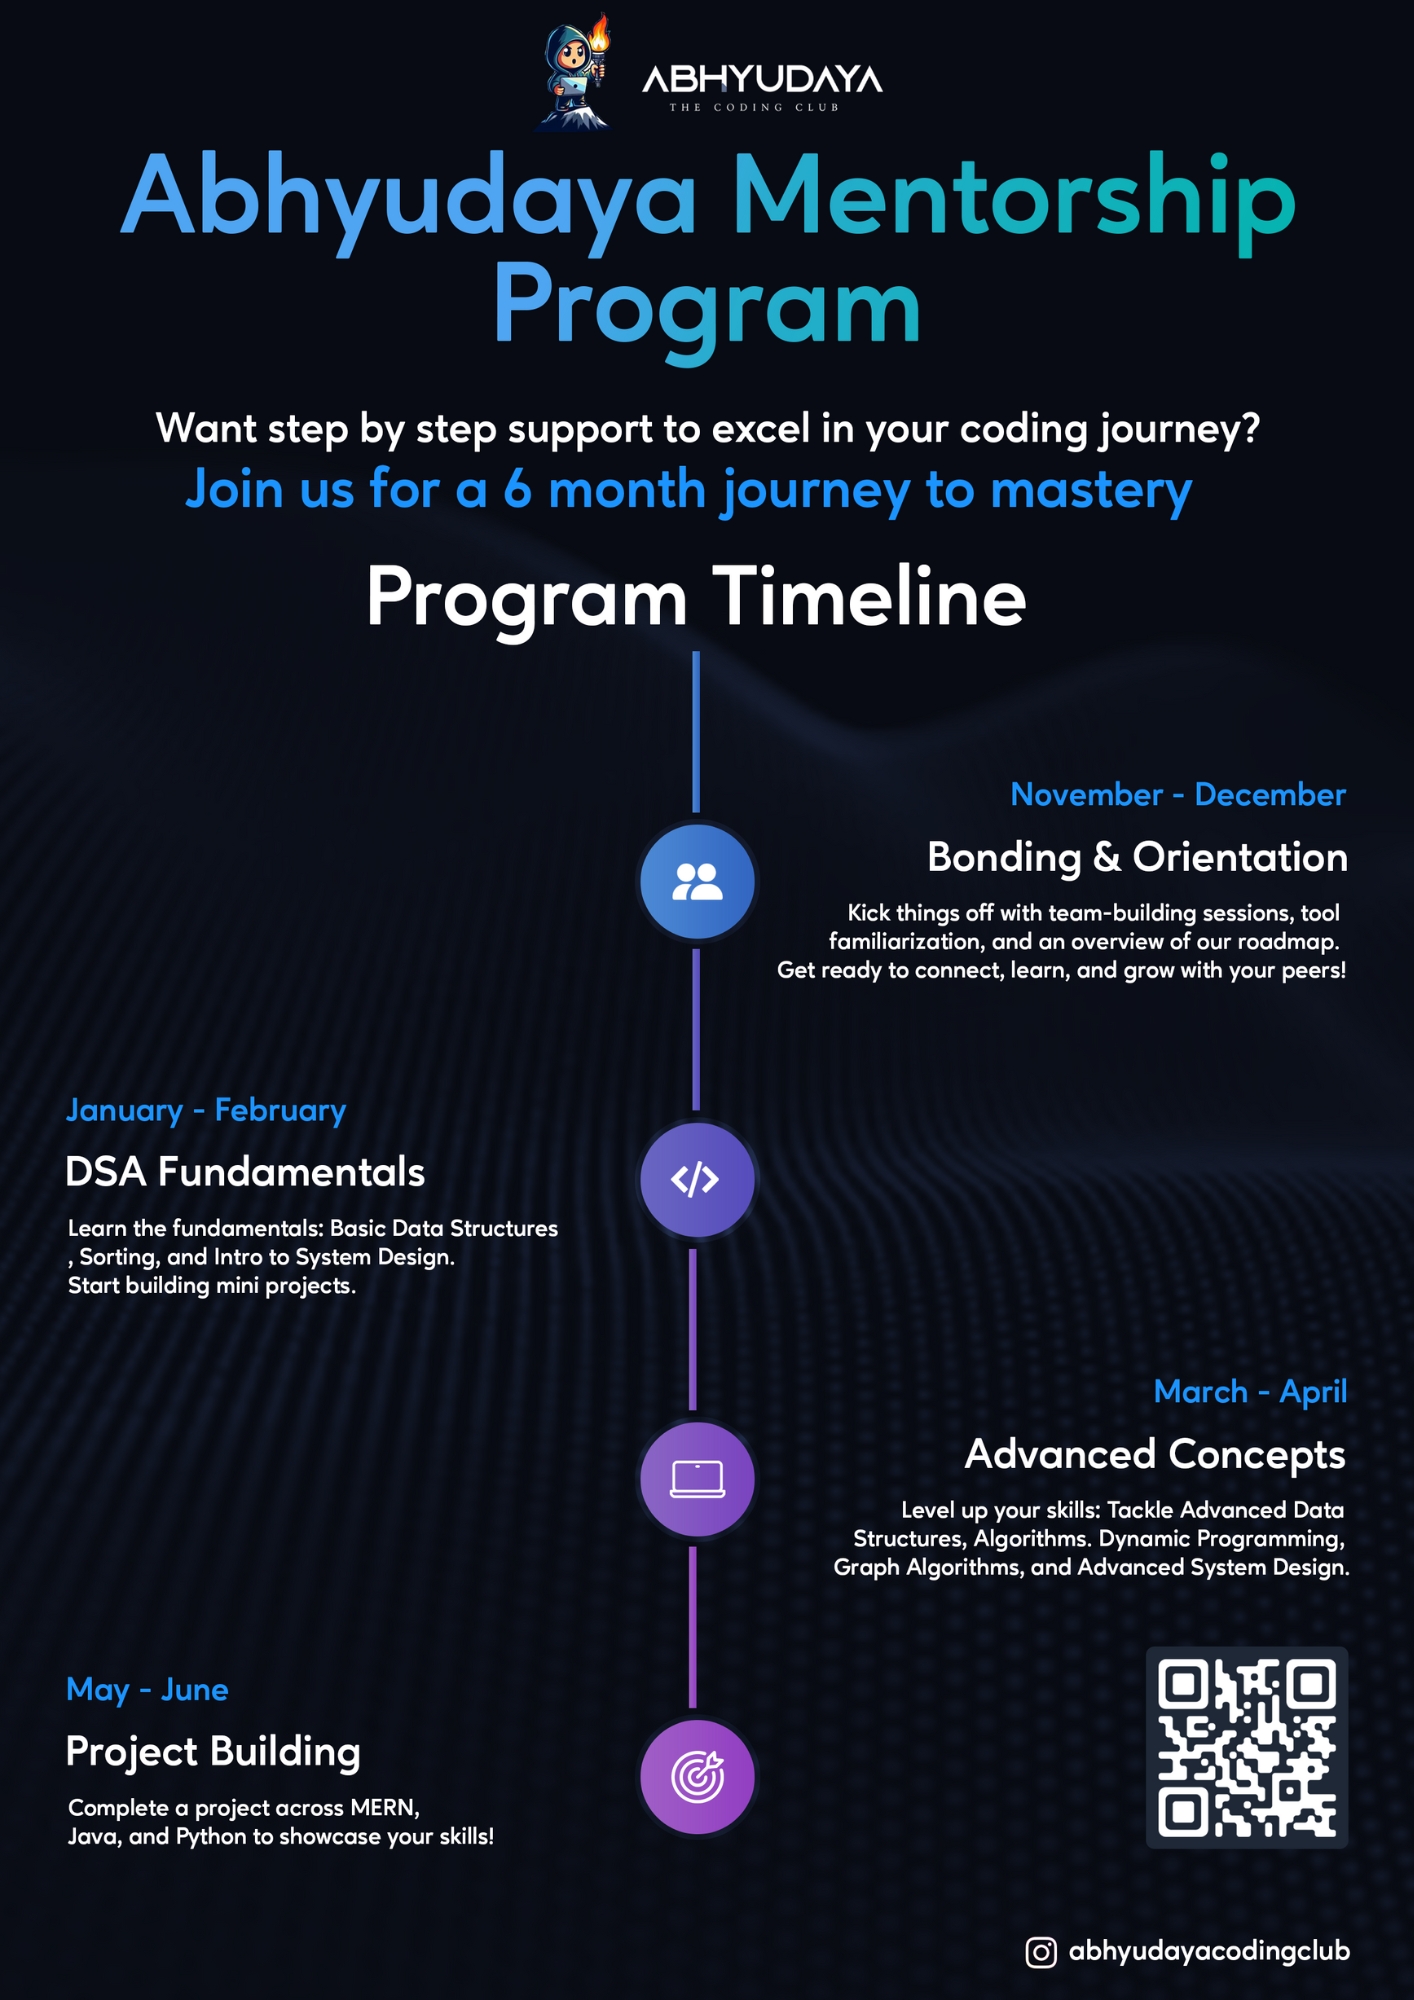 ABHYUDAYA
THE CODING CLUB
Abhyudaya Mentorship
Program
Want step by step support to excel in your coding journey?
Join us for a 6 month journey to mastery
Program Timeline
November - December
Bonding & Orientation
Kick things off with team-building sessions, tool
familiarization, and an overview of our roadmap.
Get ready to connect, learn, and grow with your peers!
January - February
DSA Fundamentals
Learn the fundamentals: Basic Data Structures
, Sorting, and Intro to System Design.
Start building mini projects.
March - April
Advanced Concepts
Level up your skills: Tackle Advanced Data
Structures, Algorithms. Dynamic Programming,
Graph Algorithms, and Advanced System Design.
May - June
Project Building
Complete a project across MERN,
Java, and Python to showcase your skills!
abhyudayacodingclub